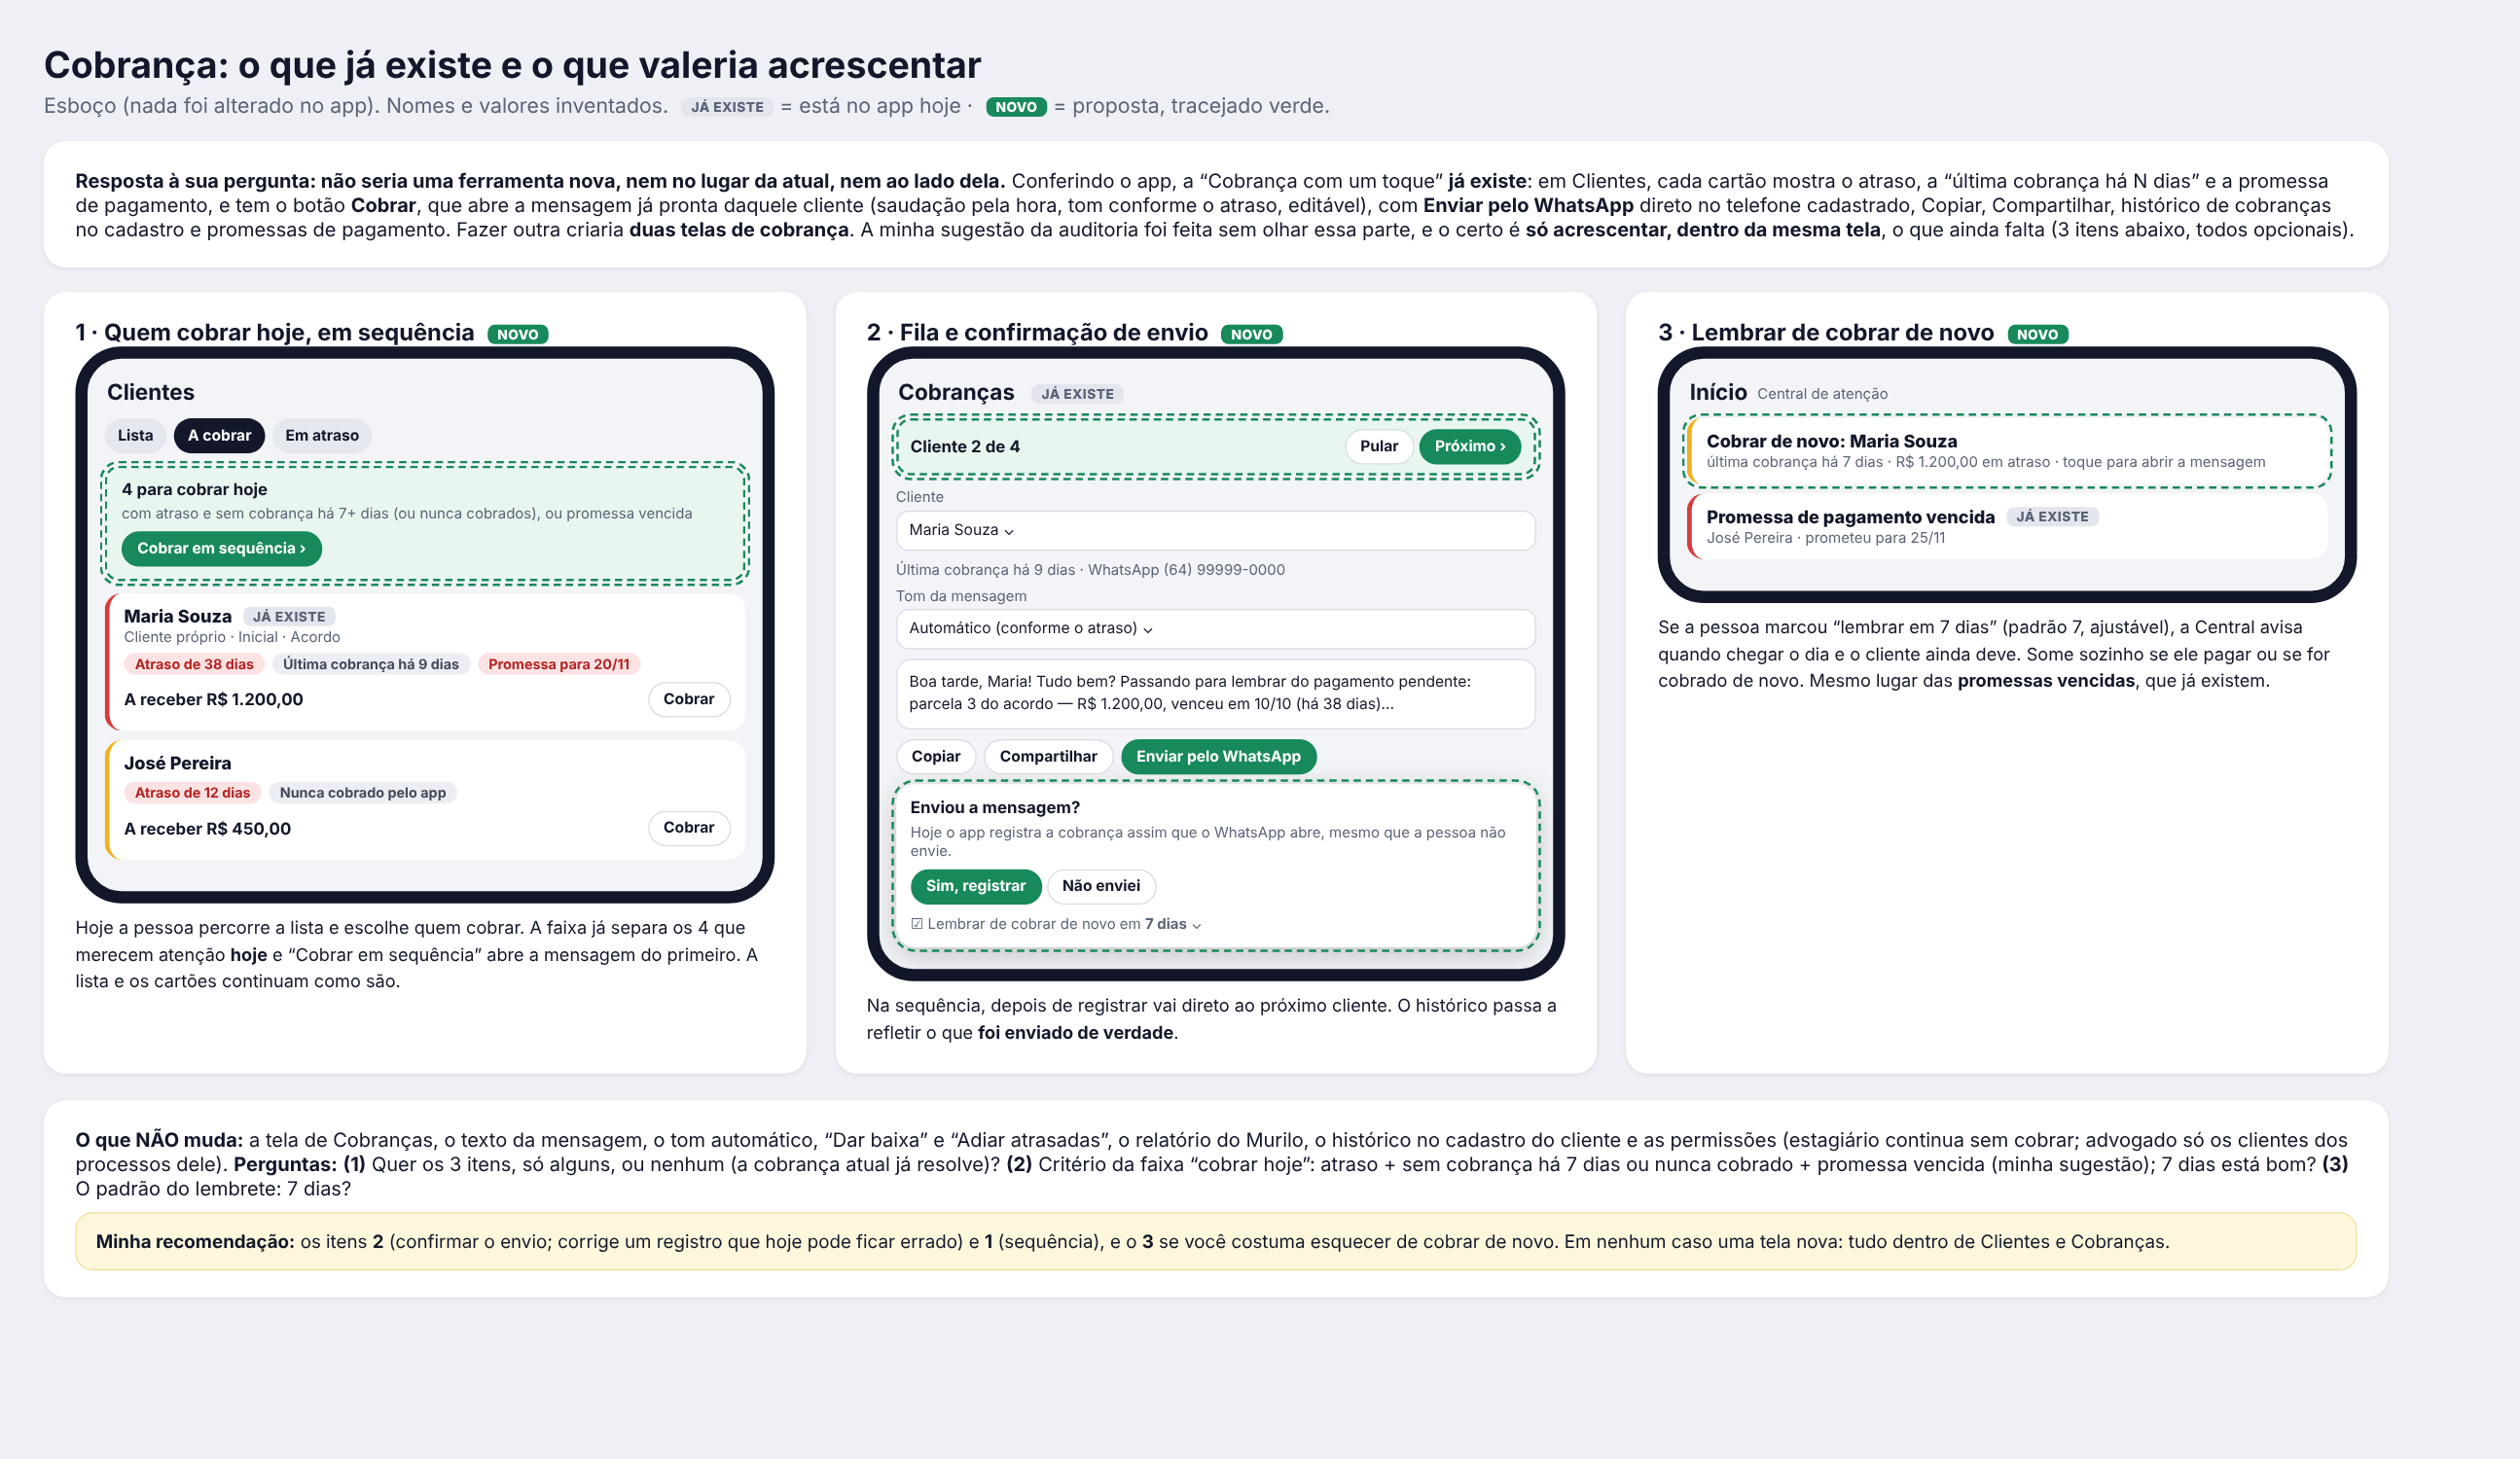 Cobrança: o que já existe e o que valeria acrescentar
Esboço (nada foi alterado no app). Nomes e valores inventados. JÁ EXISTE = está no app hoje · NOVO = proposta, tracejado verde.
Resposta à sua pergunta: não seria uma ferramenta nova, nem no lugar da atual, nem ao lado dela. Conferindo o app, a “Cobrança com um toque” já existe: em Clientes, cada cartão mostra o atraso, a “última cobrança há N dias” e a promessa
de pagamento, e tem o botão Cobrar, que abre a mensagem já pronta daquele cliente (saudação pela hora, tom conforme o atraso, editável), com Enviar pelo WhatsApp direto no telefone cadastrado, Copiar, Compartilhar, histórico de cobranças
no cadastro e promessas de pagamento. Fazer outra criaria duas telas de cobrança. A minha sugestão da auditoria foi feita sem olhar essa parte, e o certo é só acrescentar, dentro da mesma tela, o que ainda falta (3 itens abaixo, todos opcionais).
1 · Quem cobrar hoje, em sequência NOVO
Clientes
Lista A cobrar Em atraso
4 para cobrar hoje
com atraso e sem cobrança há 7+ dias (ou nunca cobrados), ou promessa vencida
Cobrar em sequência ›
Maria Souza JÁ EXISTE
Cliente próprio · Inicial · Acordo
Atraso de 38 dias Última cobrança há 9 dias Promessa para 20/11
A receber R$ 1.200,00 Cobrar
José Pereira
Atraso de 12 dias Nunca cobrado pelo app
A receber R$ 450,00 Cobrar
Hoje a pessoa percorre a lista e escolhe quem cobrar. A faixa já separa os 4 que
merecem atenção hoje e “Cobrar em sequência” abre a mensagem do primeiro. A
lista e os cartões continuam como são.
2 · Fila e confirmação de envio NOVO
Cobranças JÁ EXISTE
Cliente 2 de 4 Pular Próximo ›
Cliente
Maria Souza
Última cobrança há 9 dias · WhatsApp (64) 99999-0000
Tom da mensagem
Automático (conforme o atraso)
Boa tarde, Maria! Tudo bem? Passando para lembrar do pagamento pendente:
parcela 3 do acordo — R$ 1.200,00, venceu em 10/10 (há 38 dias)...
Copiar Compartilhar Enviar pelo WhatsApp
Enviou a mensagem?
Hoje o app registra a cobrança assim que o WhatsApp abre, mesmo que a pessoa não
envie.
Sim, registrar Não enviei
☑ Lembrar de cobrar de novo em 7 dias
Na sequência, depois de registrar vai direto ao próximo cliente. O histórico passa a
refletir o que foi enviado de verdade.
3 · Lembrar de cobrar de novo NOVO
Início Central de atenção
Cobrar de novo: Maria Souza
última cobrança há 7 dias · R$ 1.200,00 em atraso · toque para abrir a mensagem
Promessa de pagamento vencida JÁ EXISTE
José Pereira · prometeu para 25/11
Se a pessoa marcou “lembrar em 7 dias” (padrão 7, ajustável), a Central avisa
quando chegar o dia e o cliente ainda deve. Some sozinho se ele pagar ou se for
cobrado de novo. Mesmo lugar das promessas vencidas, que já existem.
O que NÃO muda: a tela de Cobranças, o texto da mensagem, o tom automático, “Dar baixa” e “Adiar atrasadas”, o relatório do Murilo, o histórico no cadastro do cliente e as permissões (estagiário continua sem cobrar; advogado só os clientes dos
processos dele). Perguntas: (1) Quer os 3 itens, só alguns, ou nenhum (a cobrança atual já resolve)? (2) Critério da faixa “cobrar hoje”: atraso + sem cobrança há 7 dias ou nunca cobrado + promessa vencida (minha sugestão); 7 dias está bom? (3)
O padrão do lembrete: 7 dias?
Minha recomendação: os itens 2 (confirmar o envio; corrige um registro que hoje pode ficar errado) e 1 (sequência), e o 3 se você costuma esquecer de cobrar de novo. Em nenhum caso uma tela nova: tudo dentro de Clientes e Cobranças.